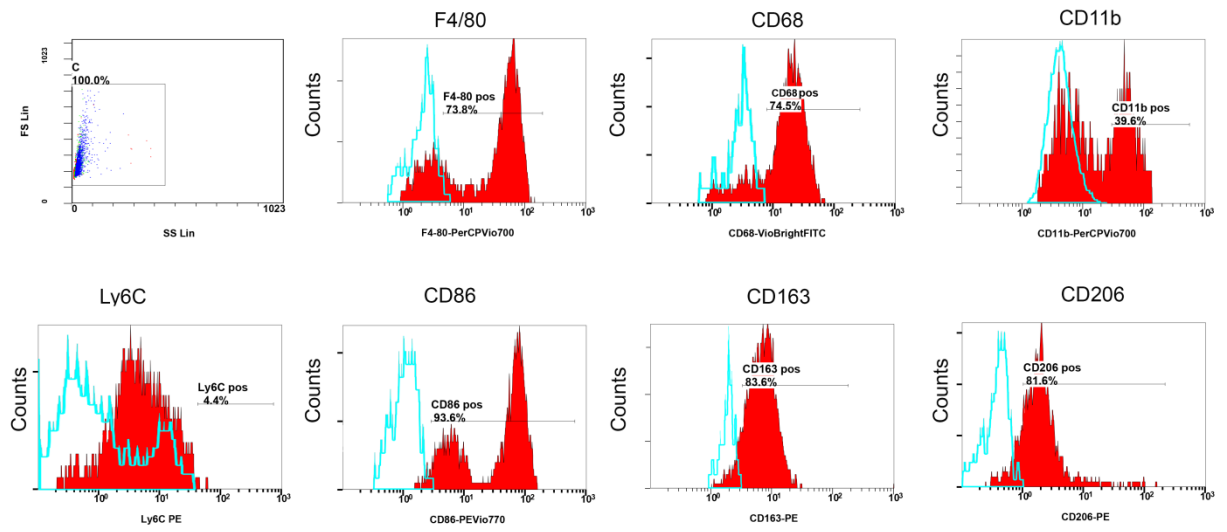 F4/80
CD68
CD11b
1023
C
100.0%
FS Lin
0
0
1023
SS Lin
Counts
F4-80 pos
73.8%
10⁰
10¹
10²
10³
F4-80-PerCPVio700
Counts
CD68 pos
74.5%
10⁰
10¹
10²
10³
CD68-VioBrightFITC
Counts
CD11b pos
39.6%
10⁰
10¹
10²
10³
CD11b-PerCPVio700
Ly6C
CD86
CD163
CD206
Counts
Ly6C pos
4.4%
10⁰
10¹
10²
10³
Ly6C PE
Counts
CD86 pos
93.6%
10⁰
10¹
10²
10³
CD86-PEVio770
Counts
CD163 pos
83.6%
10⁰
10¹
10²
10³
CD163-PE
Counts
CD206 pos
81.6%
10⁰
10¹
10²
10³
CD206-PE